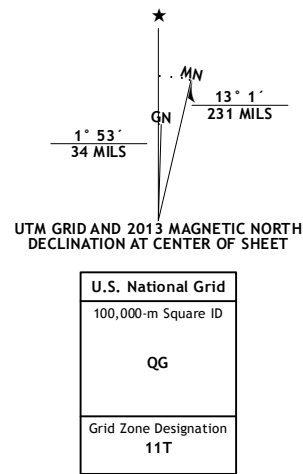 ★
MN
GN
13° 1´
231 MILS
1° 53´
34 MILS
UTM GRID AND 2013 MAGNETIC NORTH
DECLINATION AT CENTER OF SHEET
U.S. National Grid
100,000-m Square ID
QG
Grid Zone Designation
11T